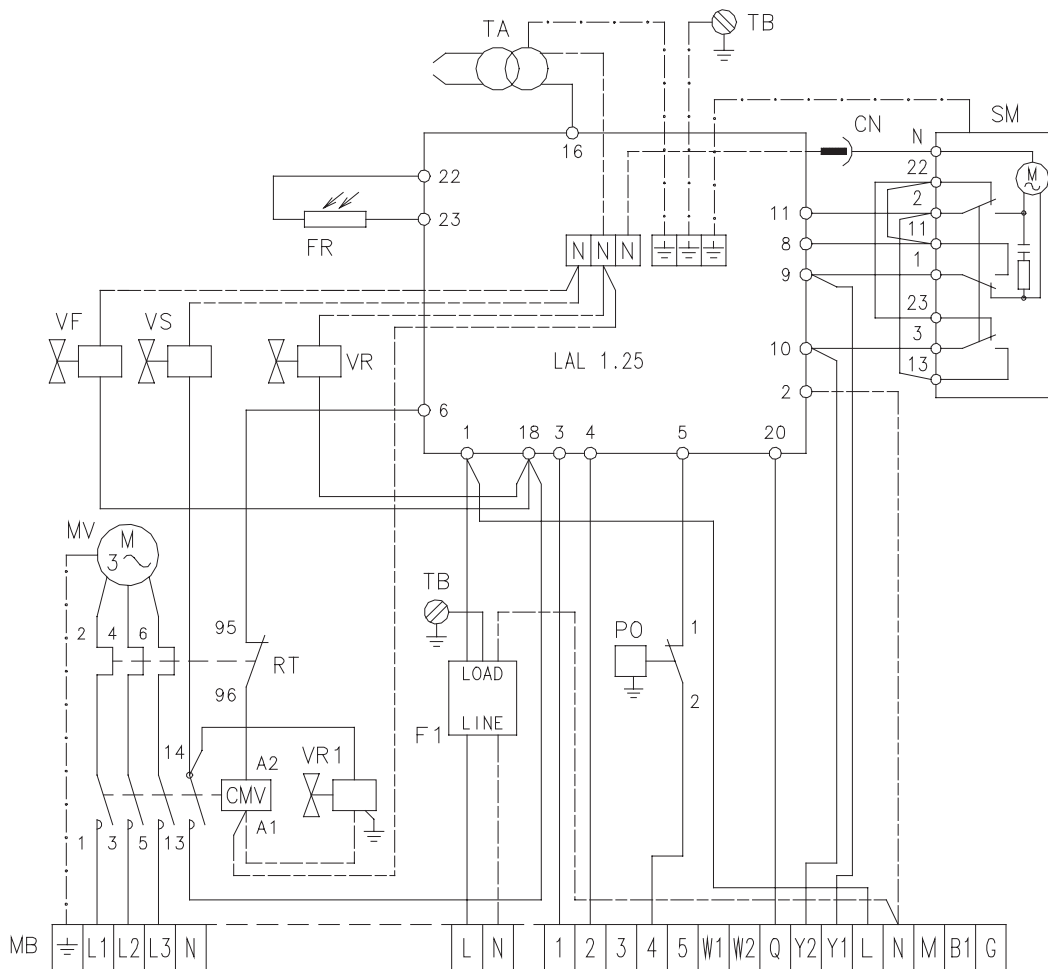 TA
TB
16
CN
SM
N
22
23
FR
22
2
11
11
8
1
9
N N N
M
VF
VS
VR
LAL 1.25
23
3
10
13
2
6
1
18
3
4
5
20
MV
M
3
TB
PO
1
2
95
96
RT
2
4
6
LOAD
LINE
F1
14
A2
CMV
A1
VR1
1
3
5
13
MB
L1 L2 L3 N L N 1 2 3 4 5 W1 W2 Q Y2 Y1 L N M B1 G